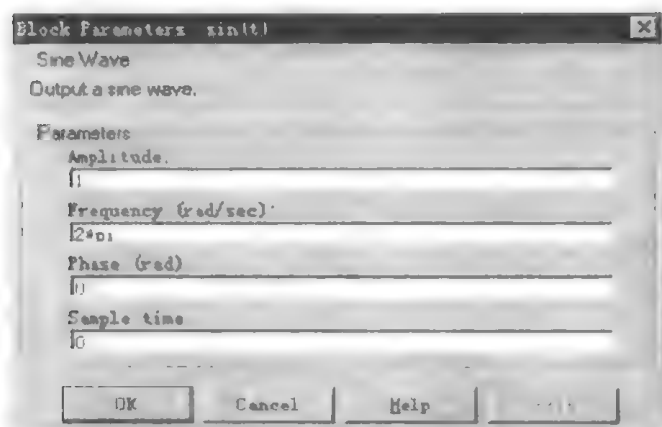 Block Parameters sin(t)
Sine Wave
Output a sine wave.
Parameters
Amplitude.
1
Frequency (rad/sec)
2*pi
Phase (rad)
0
Sample time
0
OK Cancel Help